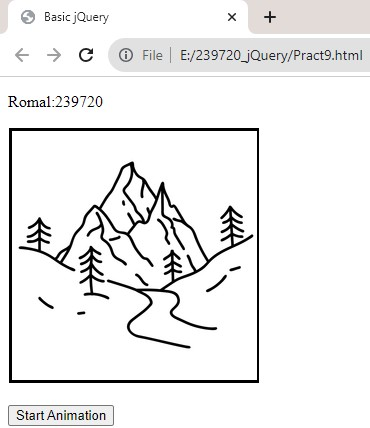 Basic jQuery
File
E:/239720_jQuery/Pract9.html
Romal:239720
Start Animation